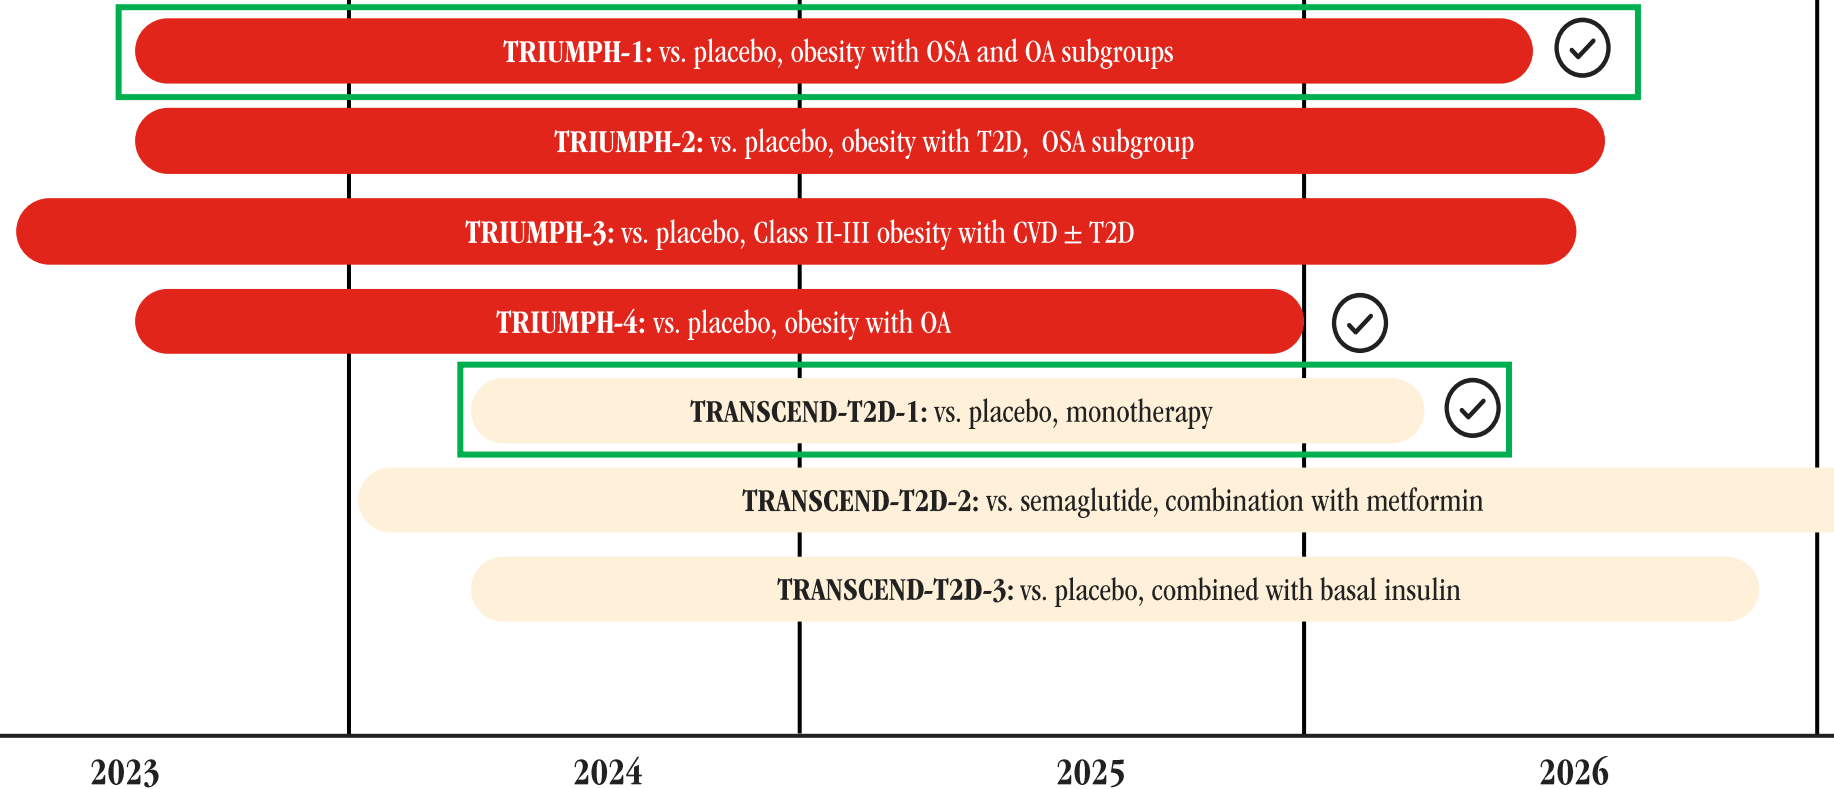 TRIUMPH-1: vs. placebo, obesity with OSA and OA subgroups
TRIUMPH-2: vs. placebo, obesity with T2D, OSA subgroup
TRIUMPH-3: vs. placebo, Class II-III obesity with CVD ± T2D
TRIUMPH-4: vs. placebo, obesity with OA
TRANSCEND-T2D-1: vs. placebo, monotherapy
TRANSCEND-T2D-2: vs. semaglutide, combination with metformin
TRANSCEND-T2D-3: vs. placebo, combined with basal insulin
2023 2024 2025 2026